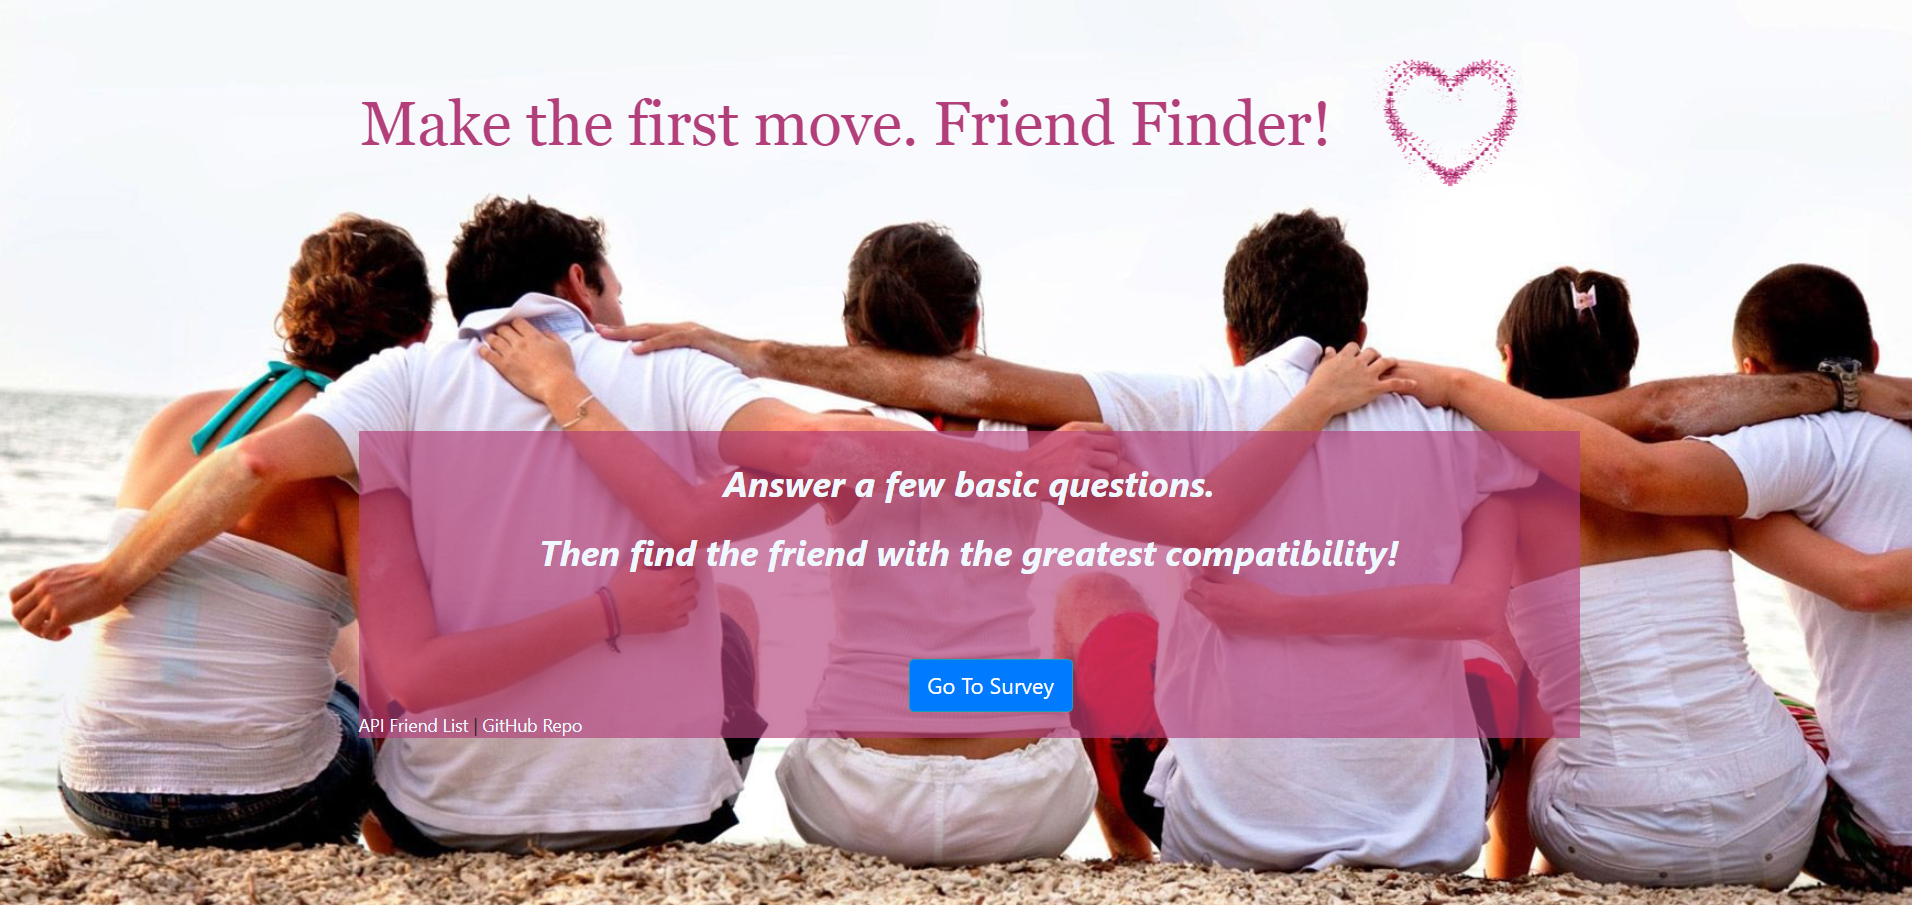 Make the first move. Friend Finder!
Answer a few basic questions.
Then find the friend with the greatest compatibility!
Go To Survey
API Friend List | GitHub Repo